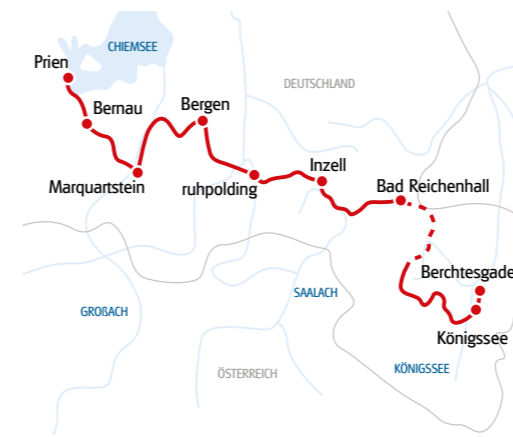 CHIEMSEE
Prien
DEUTSCHLAND
Bernau
Bergen
Inzell
Marquartstein
ruhpolding
Bad Reichenhall
Berchtesgade
SAALACH
GROẞACH
Königssee
ÖSTERREICH
KÖNIGSSEE